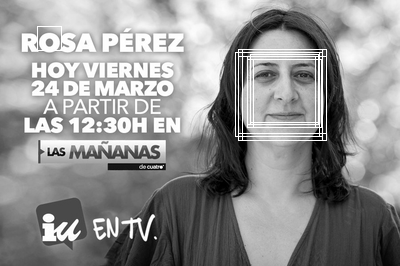 ROSA PÉREZ
HOY VIERNES
24 DE MARZO
A PARTIR DE
LAS 12:30H EN
LAS MAÑANAS
de cuatro
iu EN TV.